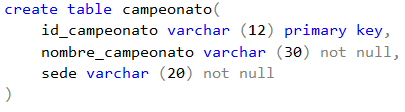 create table campeonato(
id_campeonato varchar (12) primary key,
nombre_campeonato varchar (30) not null,
sede varchar (20) not null
)